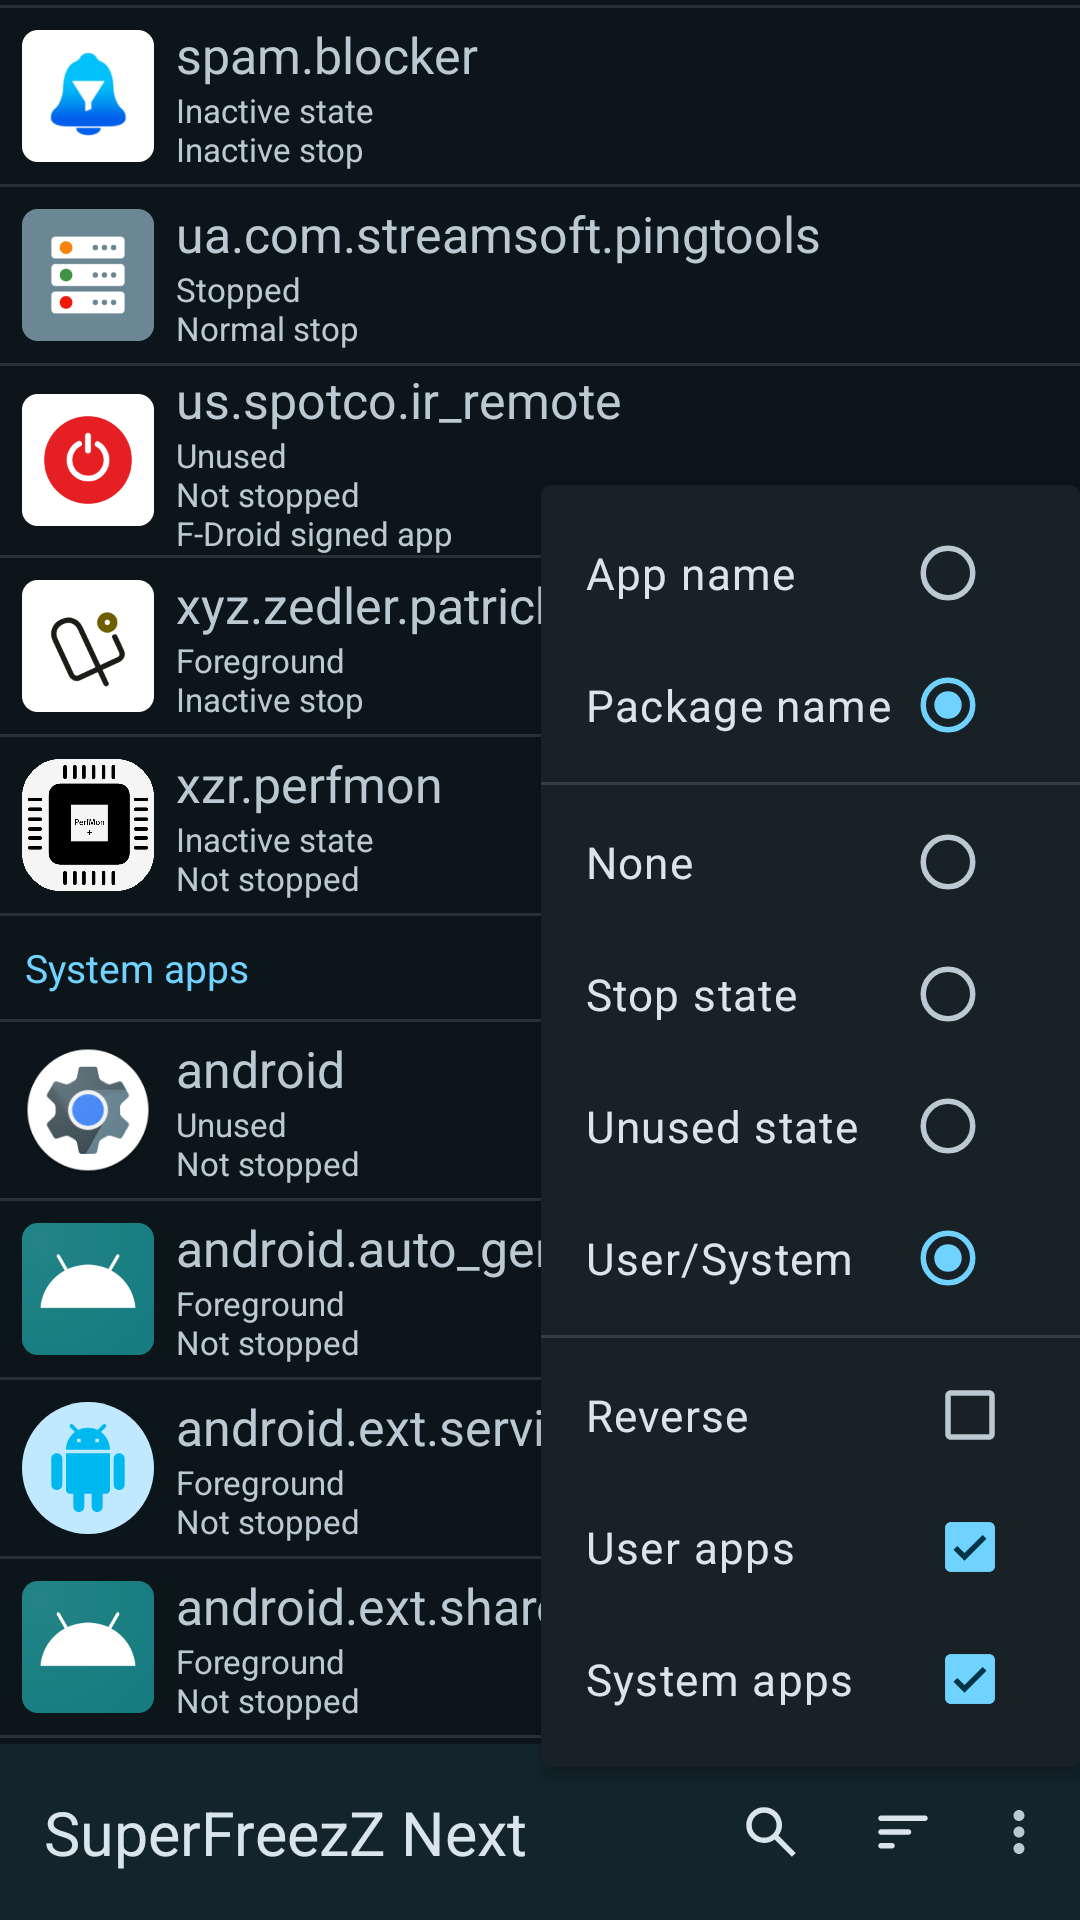 spam.blocker
Inactive state
Inactive stop
ua.com.streamsoft.pingtools
Stopped
Normal stop
us.spotco.ir_remote
Unused
Not stopped
F-Droid signed app
xyz.zedler.patric
Foreground
Inactive stop
PerfMon
+
xzr.perfmon
Inactive state
Not stopped
System apps
android
Unused
Not stopped
android.auto_ge
Foreground
Not stopped
android.ext.servi
Foreground
Not stopped
android.ext.shar
Foreground
Not stopped
App name
Package name
None
Stop state
Unused state
User/System
Reverse
User apps
System apps
SuperFreezZ Next